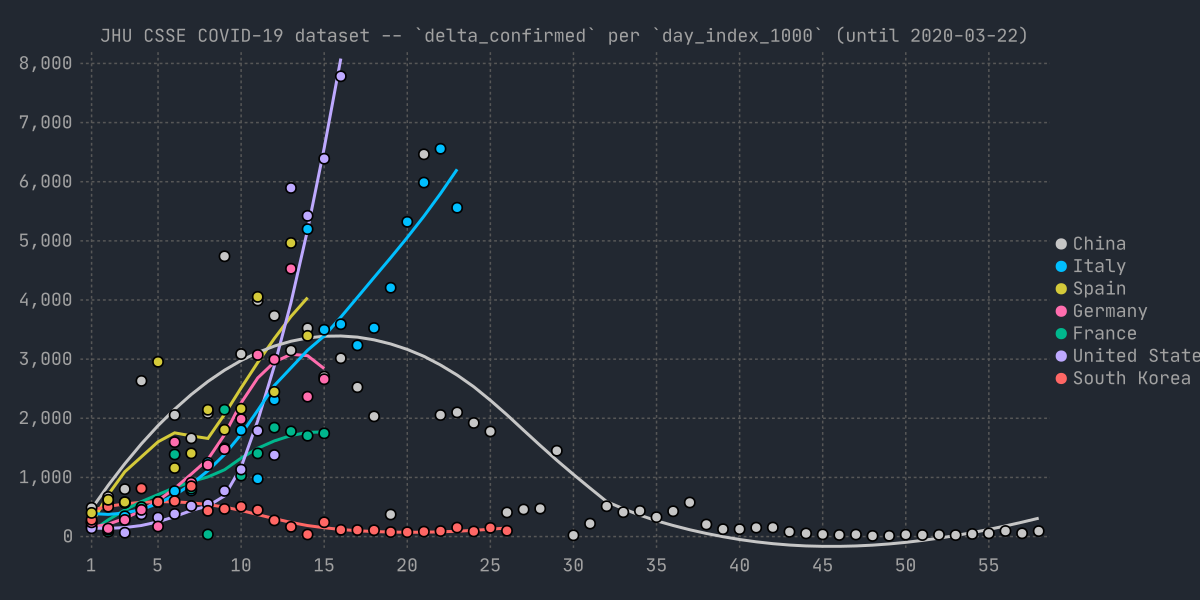 JHU CSSE COVID-19 dataset -- `delta_confirmed` per `day_index_1000` (until 2020-03-22)
8,000
7,000
6,000
5,000
4,000
3,000
2,000
1,000
0
1 5 10 15 20 25 30 35 40 45 50 55
China
Italy
Spain
Germany
France
United State
South Korea